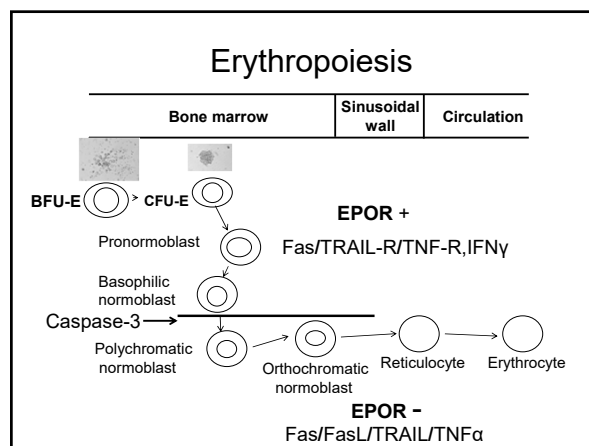 Erythropoiesis
Bone marrow
Sinusoidal
wall
Circulation
BFU-E
CFU-E
EPOR +
Pronormoblast
Fas/TRAIL-R/TNF-R,IFNγ
Basophilic
normoblast
Caspase-3
Polychromatic
normoblast
Orthochromatic
normoblast
Reticulocyte
Erythrocyte
EPOR -
Fas/FasL/TRAIL/TNFα